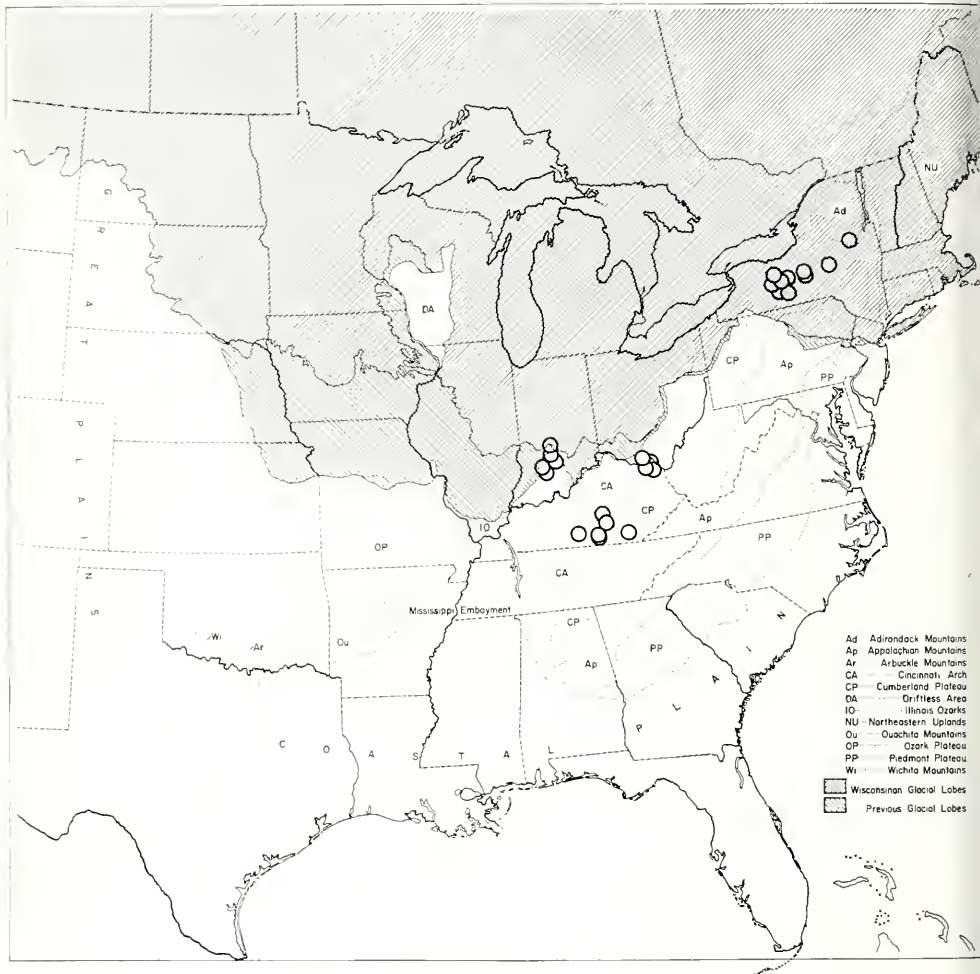 NU
Ad
GREAT
DA
CP
Ap
PP
PLAINS
CA
CP
IO
Ap
OP
PP
CA
Mississippi Embayment
CP
Wi
Ar
Ou
Ap
PP
COASTAL
PLAIN
Ad Adirondack Mountains
Ap Appalachian Mountains
Ar Arbuckle Mountains
CA Cincinnati Arch
CP Cumberland Plateau
DA Driftless Area
IO Illinois Ozarks
NU Northeastern Uplands
Ou Ouachita Mountains
OP Ozark Plateau
PP Piedmont Plateau
Wi Wichita Mountains
Wisconsinan Glacial Lobes
Previous Glacial Lobes